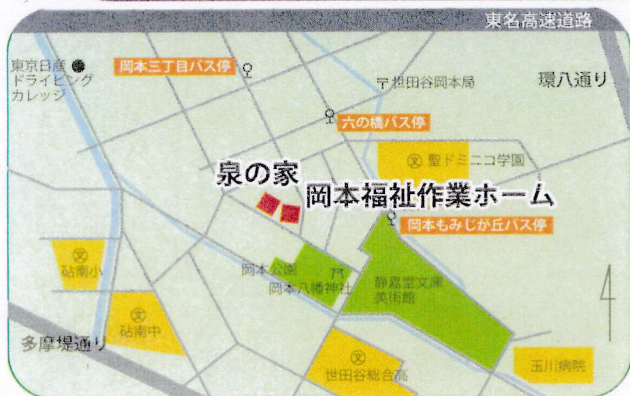 東名高速道路
東京日産
ドライビング
カレッジ
岡本三丁目バス停
〒世田谷岡本局
環八通り
六の橋バス停
文 聖ドミニコ学園
泉の家
岡本福祉作業ホーム
岡本もみじが丘バス停
文
砧南小
岡本公園
岡本八幡神社
静嘉堂文庫
美術館
文
砧南中
多摩堤通り
文
世田谷総合高
玉川病院